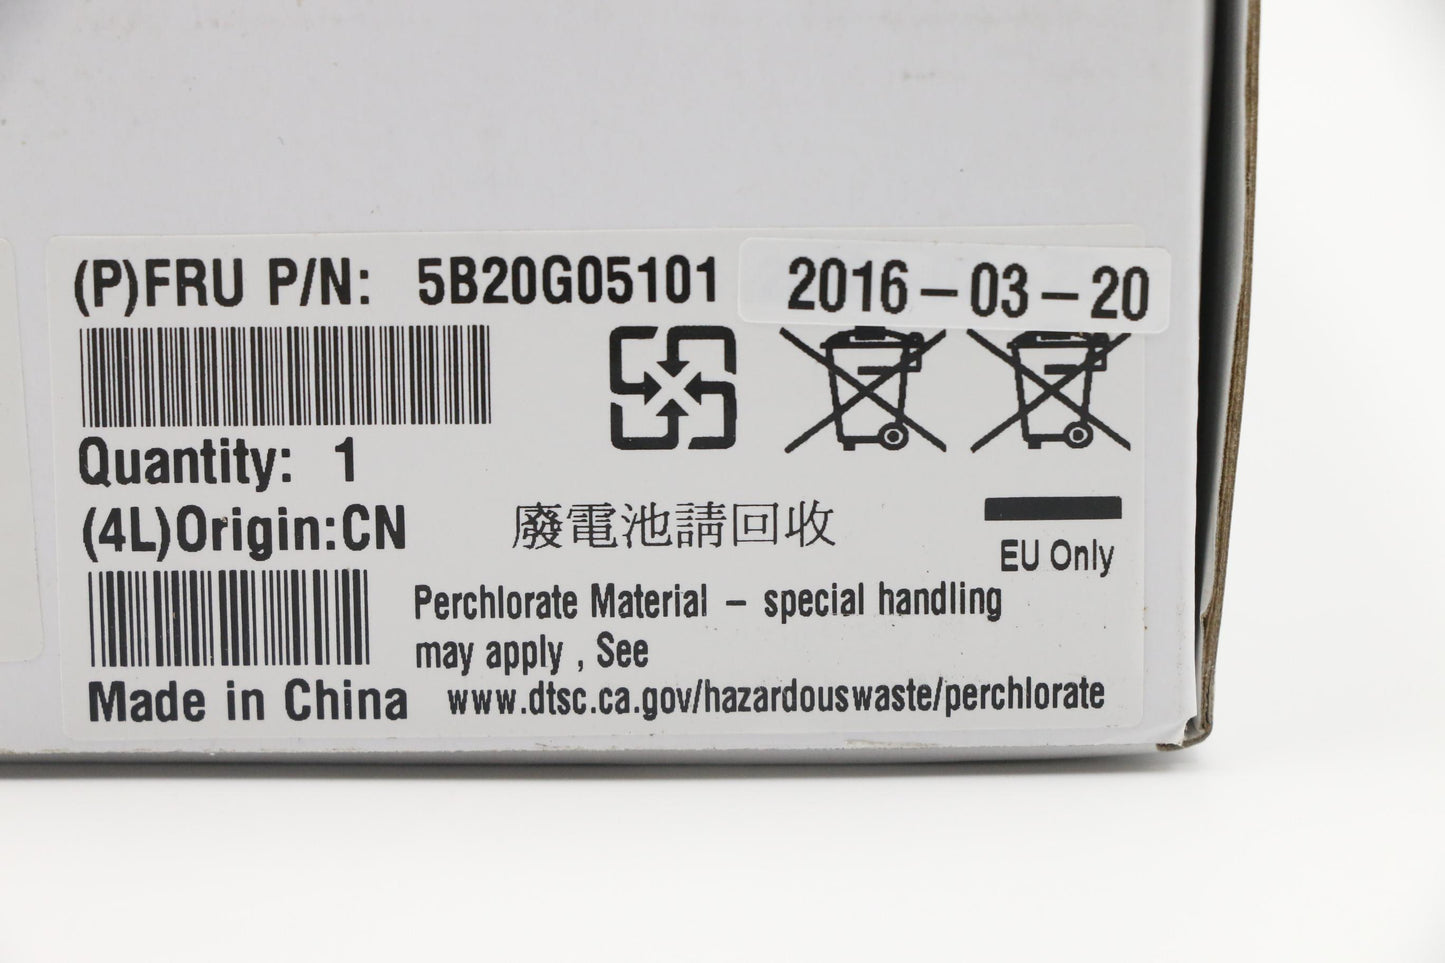 (P)FRU P/N: 5B20G05101
2016-03-20
Quantity: 1
(4L)Origin:CN
廢電池請回收
EU Only
Perchlorate Material - special handling
may apply , See
www.dtsc.ca.gov/hazardouswaste/perchlorate
Made in China